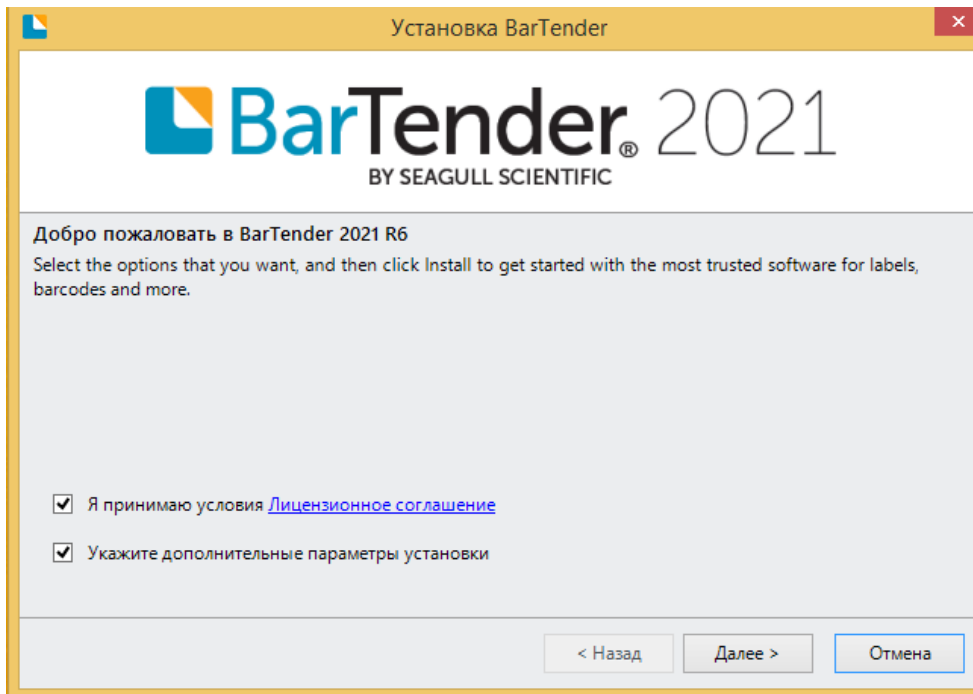 Установка BarTender
BarTender® 2021
BY SEAGULL SCIENTIFIC
Добро пожаловать в BarTender 2021 R6
Select the options that you want, and then click Install to get started with the most trusted software for labels,
barcodes and more.
Я принимаю условия Лицензионное соглашение
Укажите дополнительные параметры установки
< Назад
Далее >
Отмена